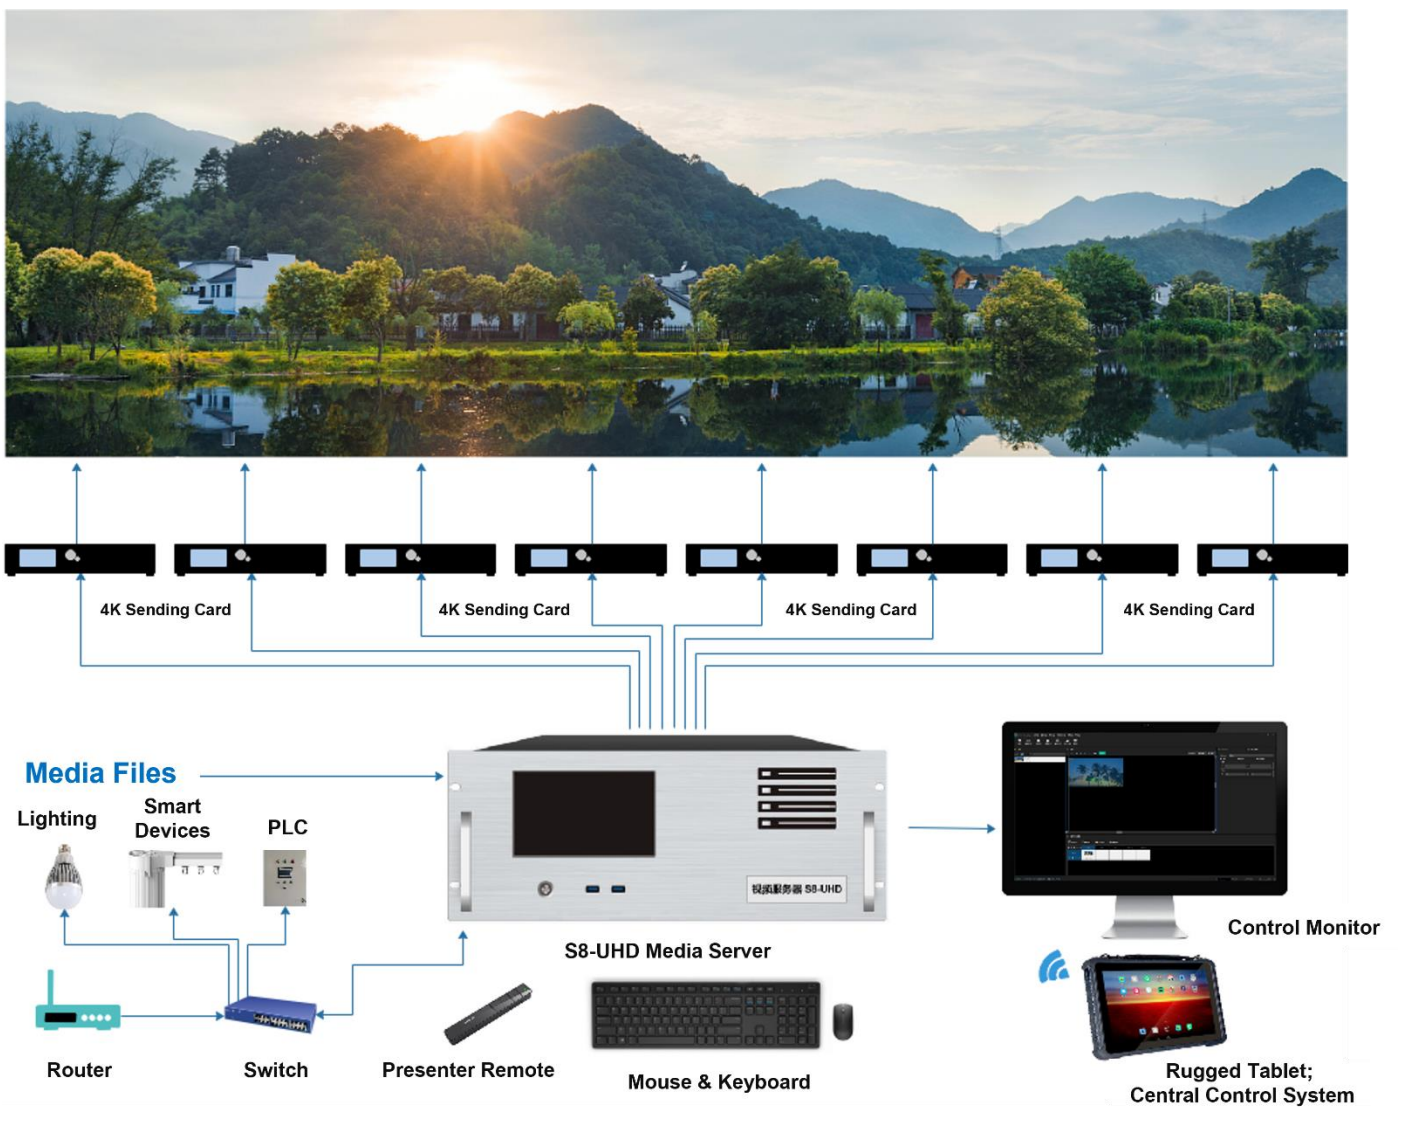 4K Sending Card
4K Sending Card
4K Sending Card
4K Sending Card
Media Files
Lighting
Smart
Devices
PLC
视频服务器 S8-UHD
S8-UHD Media Server
Control Monitor
Router
Switch
Presenter Remote
Mouse & Keyboard
Rugged Tablet;
Central Control System